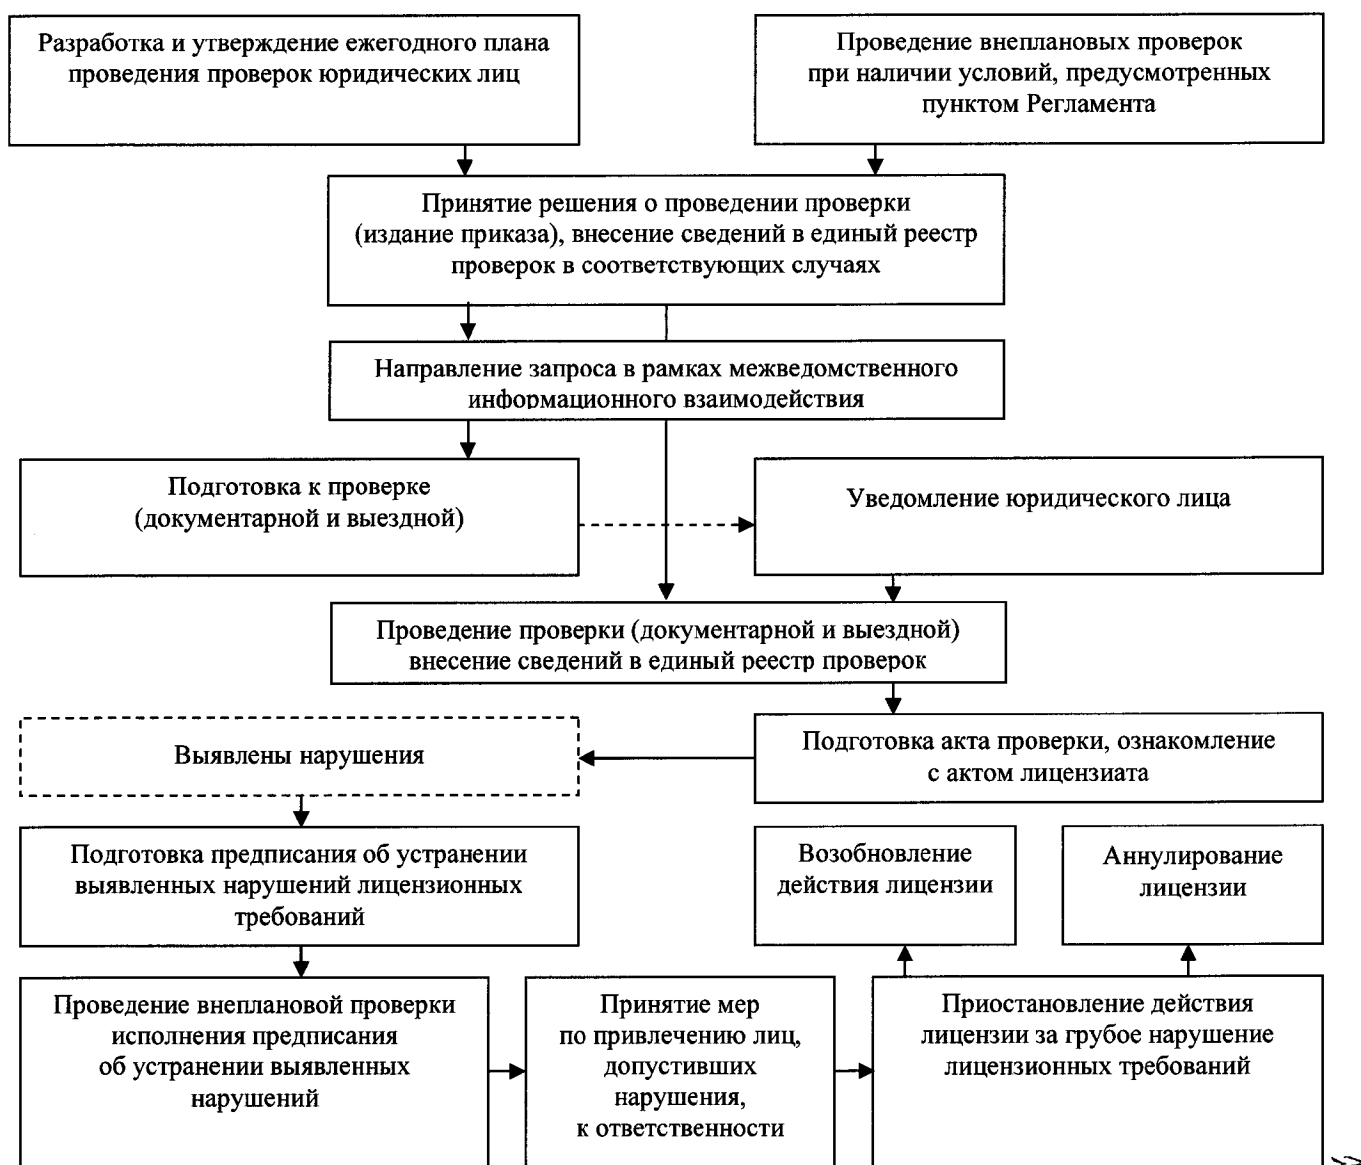 Разработка и утверждение ежегодного плана
проведения проверок юридических лиц
Проведение внеплановых проверок
при наличии условий, предусмотренных
пунктом Регламента
Принятие решения о проведении проверки
(издание приказа), внесение сведений в единый реестр
проверок в соответствующих случаях
Направление запроса в рамках межведомственного
информационного взаимодействия
Подготовка к проверке
(документарной и выездной)
Уведомление юридического лица
Проведение проверки (документарной и выездной)
внесение сведений в единый реестр проверок
Выявлены нарушения
Подготовка акта проверки, ознакомление
с актом лицензиата
Подготовка предписания об устранении
выявленных нарушений лицензионных
требований
Возобновление
действия лицензии
Аннулирование
лицензии
Проведение внеплановой проверки
исполнения предписания
об устранении выявленных
нарушений
Принятие мер
по привлечению лиц,
допустивших
нарушения,
к ответственности
Приостановление действия
лицензии за грубое нарушение
лицензионных требований